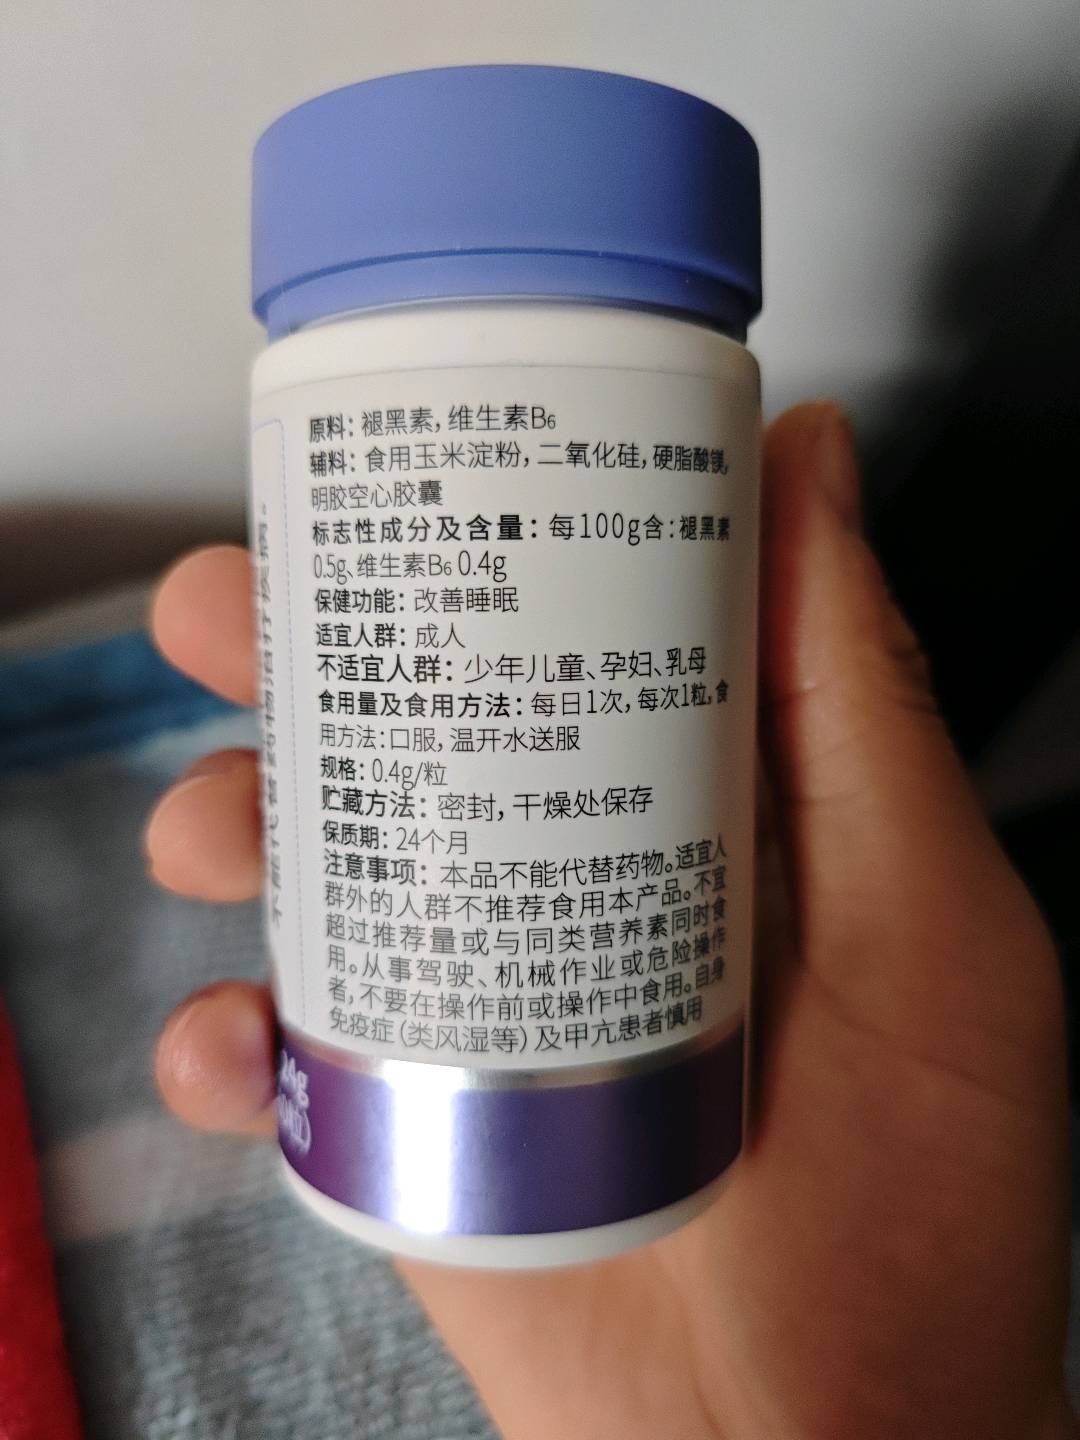 原料：褪黑素，维生素B₆
辅料：食用玉米淀粉，二氧化硅，硬脂酸镁，
明胶空心胶囊
标志性成分及含量：每100g含：褪黑素
0.5g、维生素B₆ 0.4g
保健功能：改善睡眠
适宜人群：成人
不适宜人群：少年儿童、孕妇、乳母
食用量及食用方法：每日1次，每次1粒，食
用方法：口服，温开水送服
规格：0.4g/粒
贮藏方法：密封，干燥处保存
保质期：24个月
注意事项：本品不能代替药物。适宜人
群外的人群不推荐食用本产品。不宜
超过推荐量或与同类营养素同时食
用。从事驾驶、机械作业或危险操作
者，不要在操作前或操作中食用。自身
免疫症（类风湿等）及甲亢患者慎用
24g